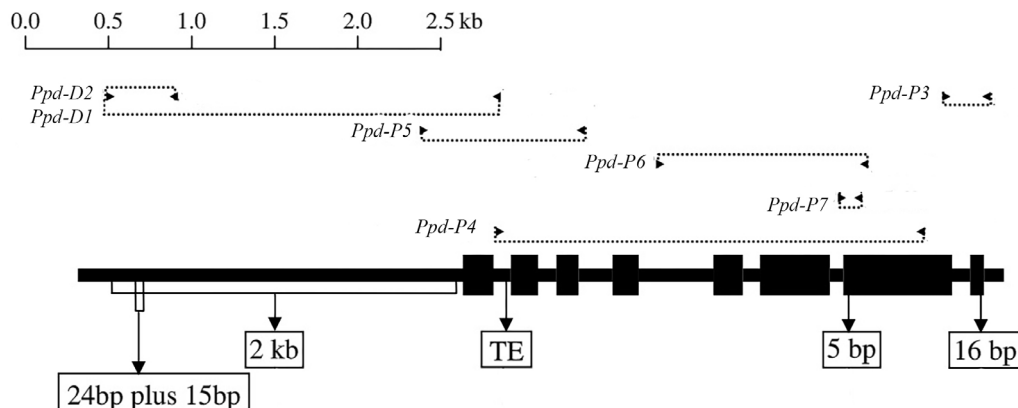 0.0 0.5 1.0 1.5 2.0 2.5 kb
Ppd-D2
Ppd-P3
Ppd-D1
Ppd-P5
Ppd-P6
Ppd-P7
Ppd-P4
2 kb
TE
5 bp
16 bp
24bp plus 15bp